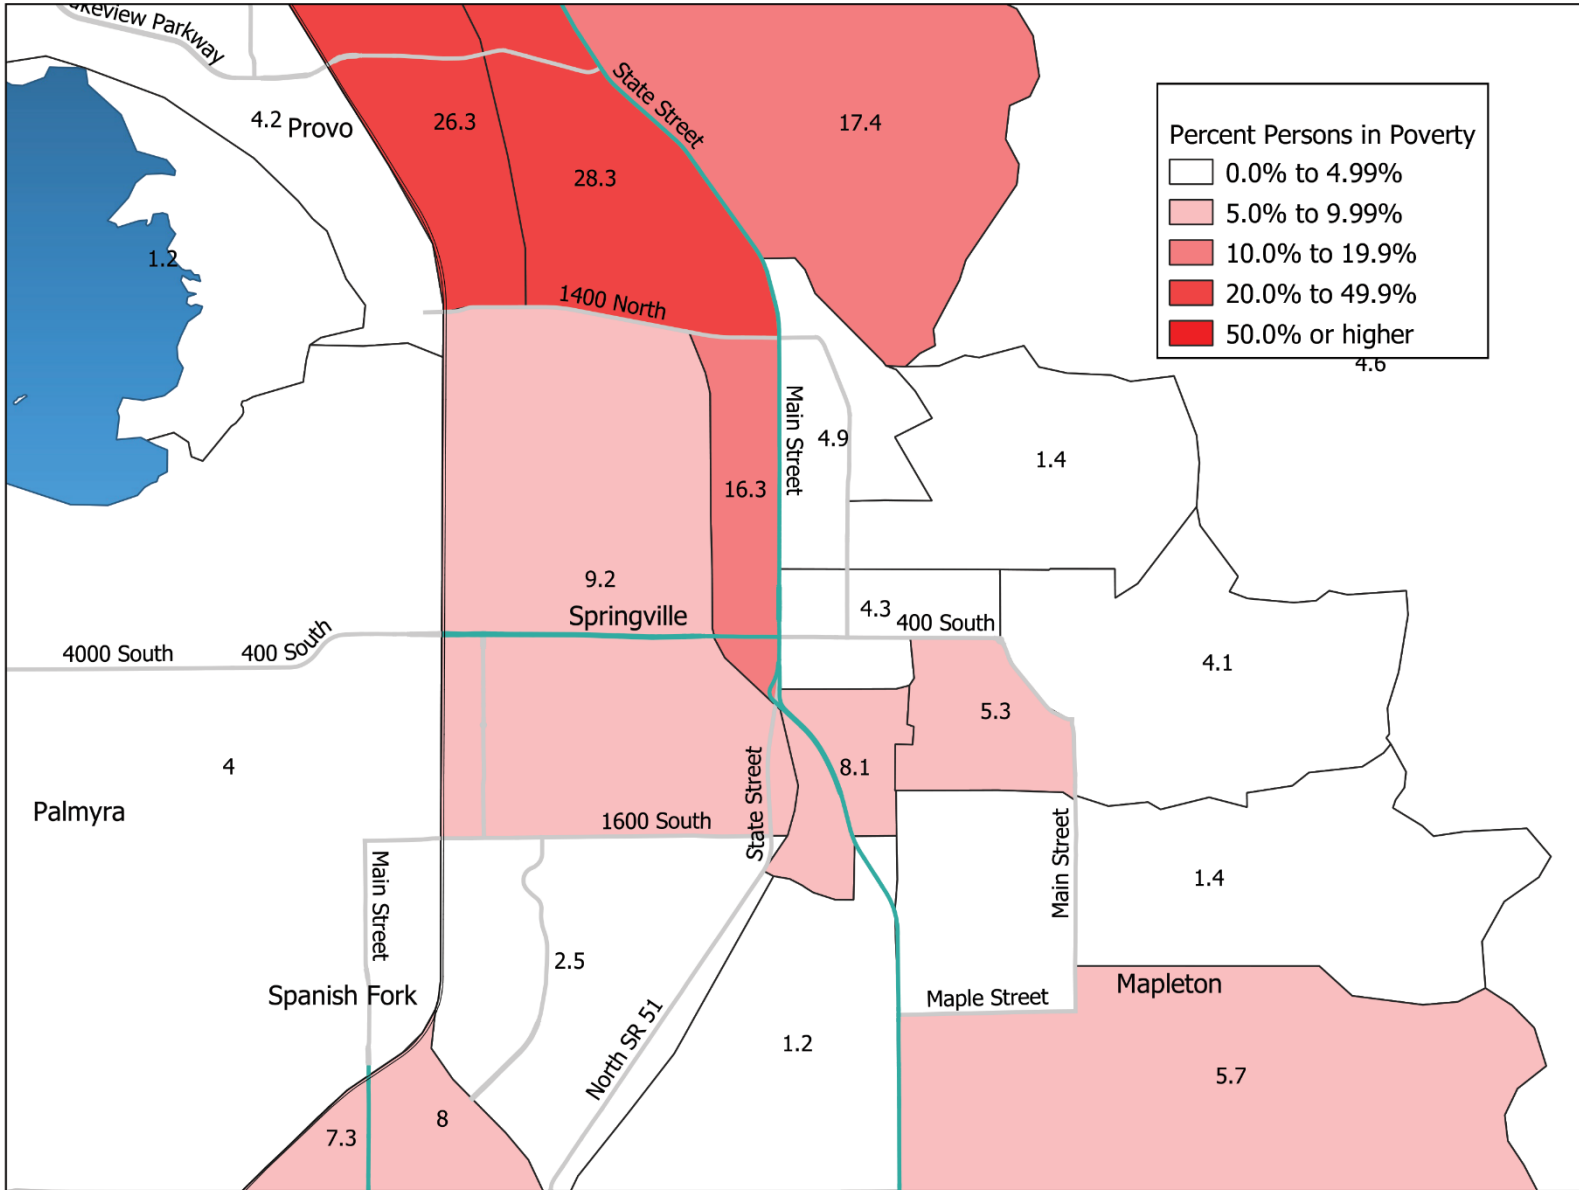 keview Parkway
State Street
4.2
Provo
26.3
17.4
28.3
Percent Persons in Poverty
0.0% to 4.99%
5.0% to 9.99%
10.0% to 19.9%
20.0% to 49.9%
50.0% or higher
4.6
1.2
1400 North
Main Street
4.9
1.4
16.3
9.2
Springville
4.3
400 South
4000 South
400 South
4.1
5.3
4
8.1
State Street
Palmyra
1600 South
Main Street
Main Street
1.4
2.5
Spanish Fork
Maple Street
Mapleton
North SR 51
1.2
5.7
8
7.3